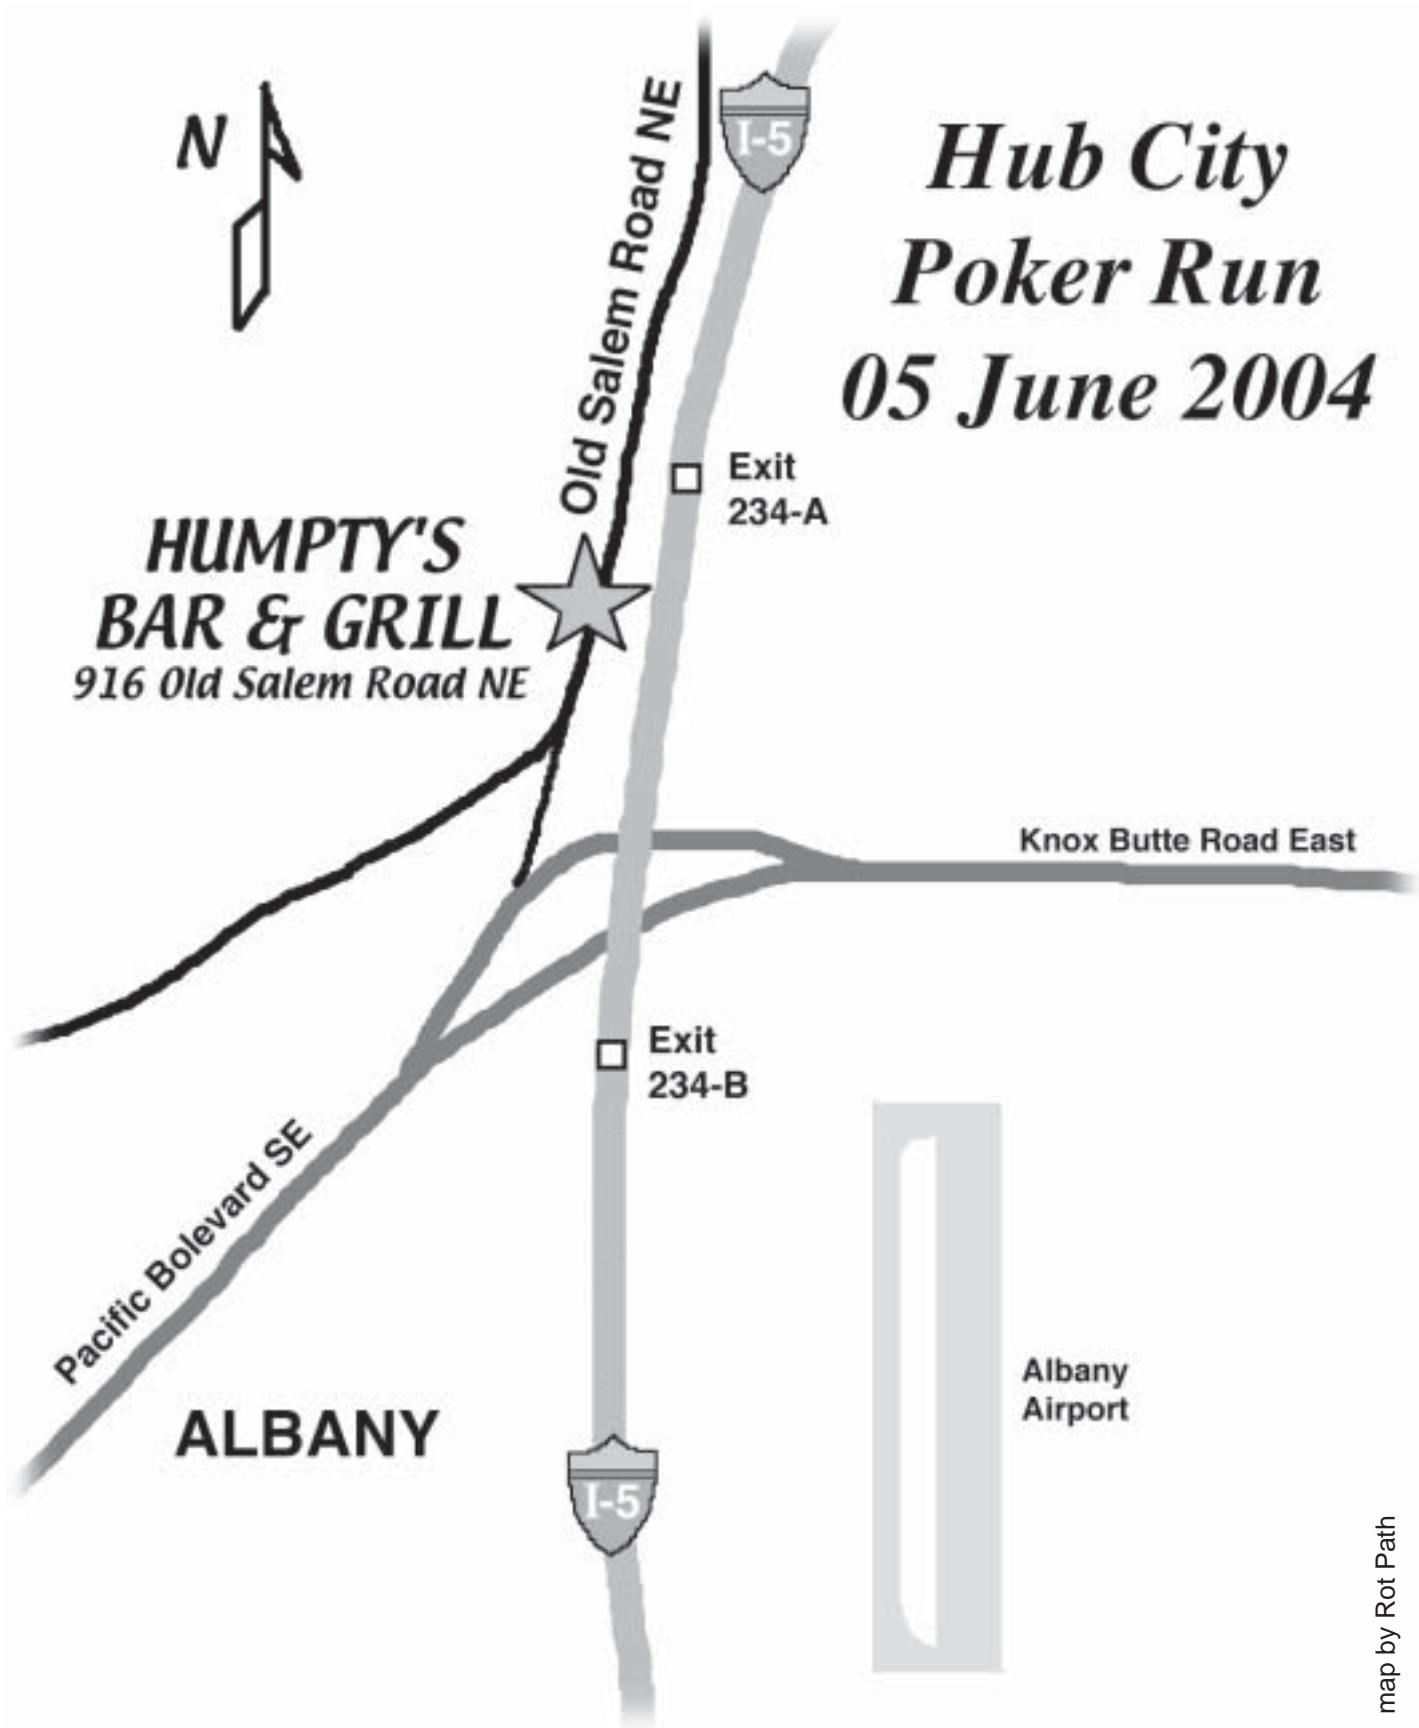 N
Old Salem Road NE
I-5
Hub City
Poker Run
05 June 2004
Exit
234-A
HUMPTY'S
BAR & GRILL
916 Old Salem Road NE
Knox Butte Road East
Exit
234-B
Pacific Bolevard SE
Albany
Airport
ALBANY
I-5
map by Rot Path